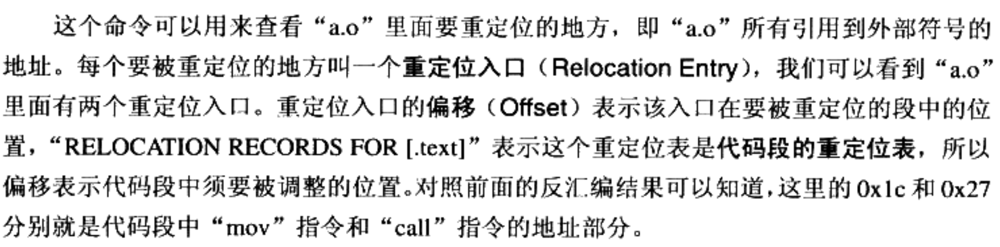 这个命令可以用来查看“a.o”里面要重定位的地方，即“a.o”所有引用到外部符号的
地址。每个要被重定位的地方叫一个重定位入口（Relocation Entry），我们可以看到“a.o”
里面有两个重定位入口。重定位入口的偏移（Offset）表示该入口在要被重定位的段中的位
置，“RELOCATION RECORDS FOR [.text]”表示这个重定位表是代码段的重定位表，所以
偏移表示代码段中须要被调整的位置。对照前面的反汇编结果可以知道，这里的 0x1c 和 0x27
分别就是代码段中“mov”指令和“call”指令的地址部分。